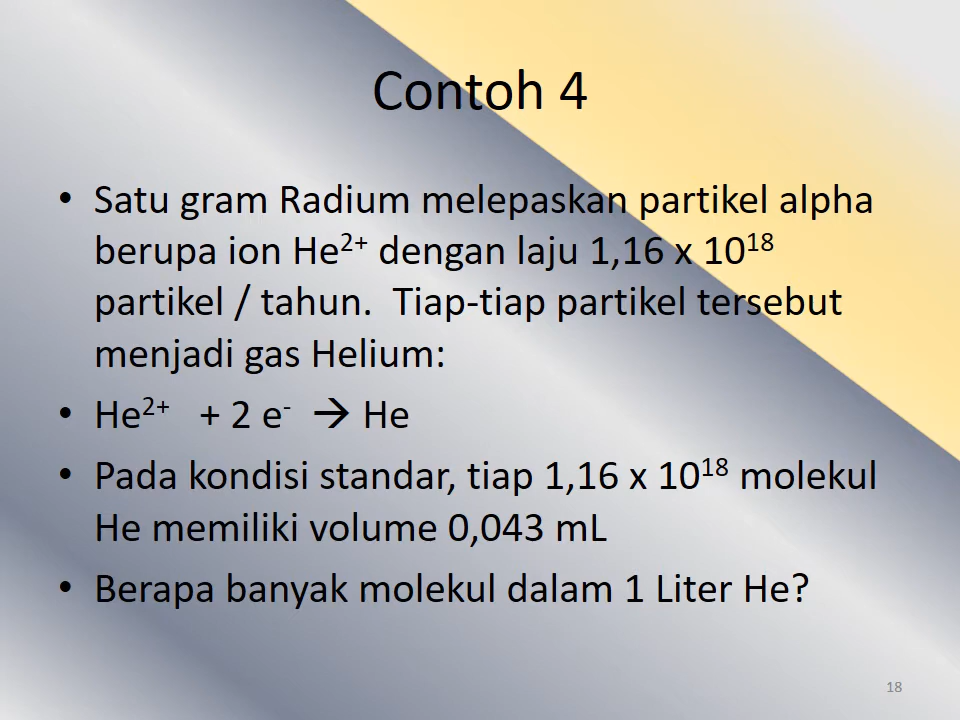 Contoh 4
• Satu gram Radium melepaskan partikel alpha
berupa ion He²⁺ dengan laju 1,16 x 10¹⁸
partikel / tahun.  Tiap-tiap partikel tersebut
menjadi gas Helium:
• He²⁺   + 2 e⁻  → He
• Pada kondisi standar, tiap 1,16 x 10¹⁸ molekul
He memiliki volume 0,043 mL
• Berapa banyak molekul dalam 1 Liter He?
18